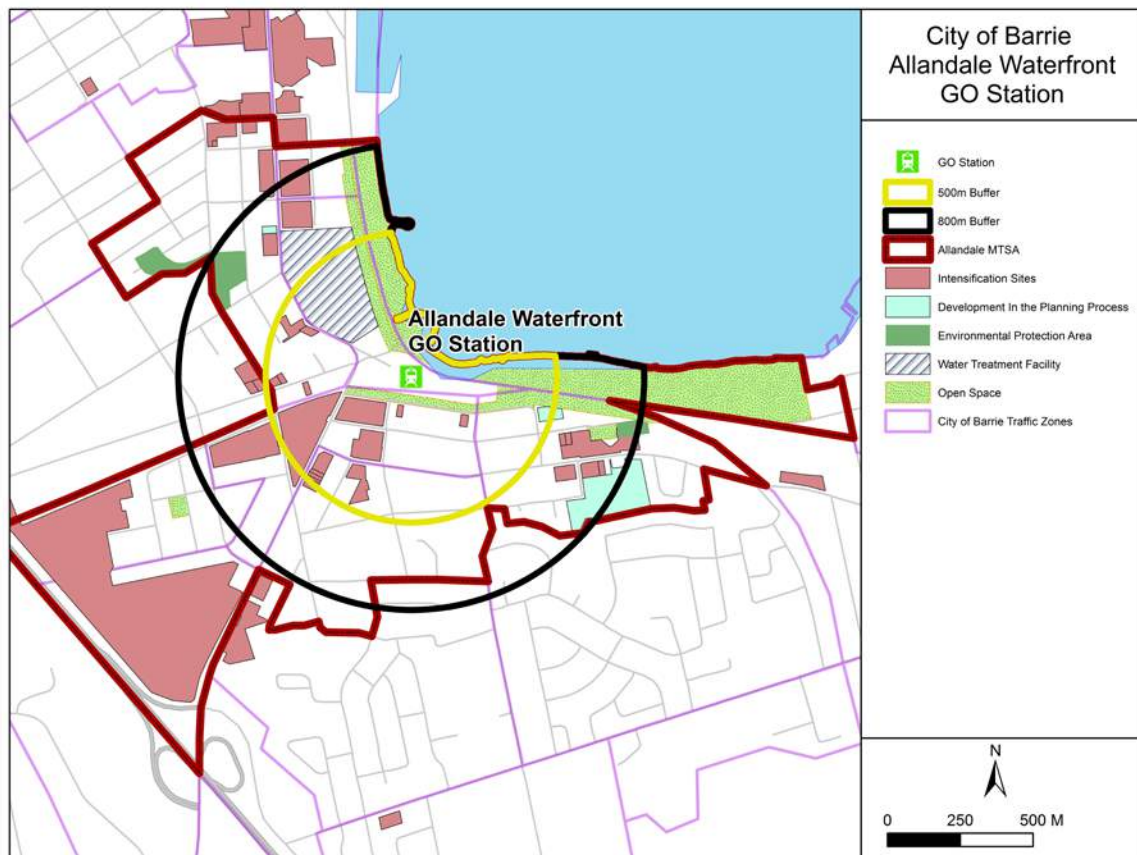 City of Barrie
Allandale Waterfront
GO Station
GO Station
500m Buffer
800m Buffer
Allandale MTSA
Intensification Sites
Development In the Planning Process
Environmental Protection Area
Water Treatment Facility
Open Space
City of Barrie Traffic Zones
Allandale Waterfront
GO Station
N
0 250 500 M